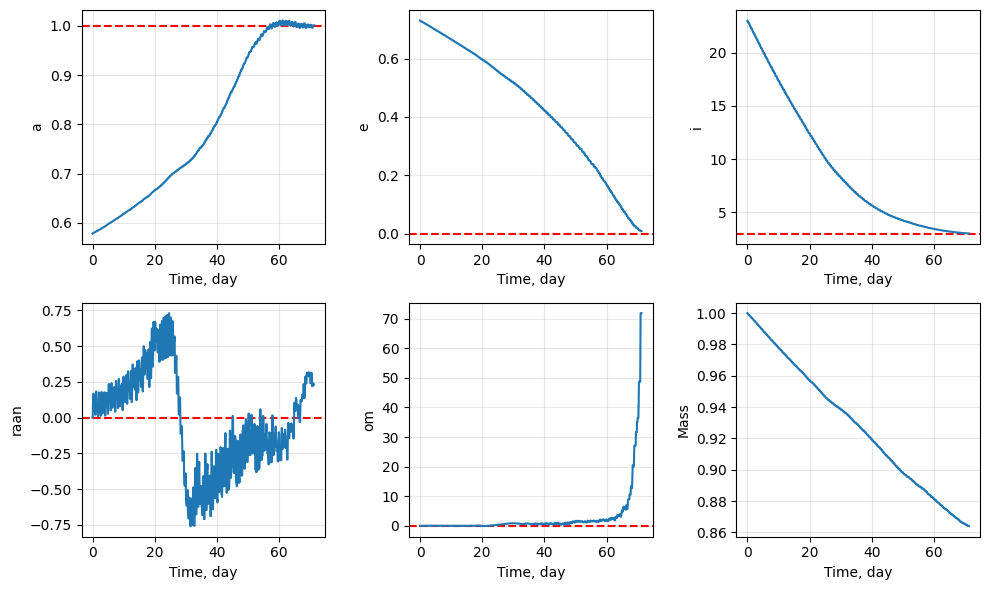 1.0
0.9
0.8
0.7
0.6
a
0 20 40 60
Time, day
0.6
0.4
0.2
0.0
e
0 20 40 60
Time, day
20
15
10
5
i
0 20 40 60
Time, day
0.75
0.50
0.25
0.00
−0.25
−0.50
−0.75
raan
0 20 40 60
Time, day
70
60
50
40
30
20
10
0
om
0 20 40 60
Time, day
1.00
0.98
0.96
0.94
0.92
0.90
0.88
0.86
Mass
0 20 40 60
Time, day